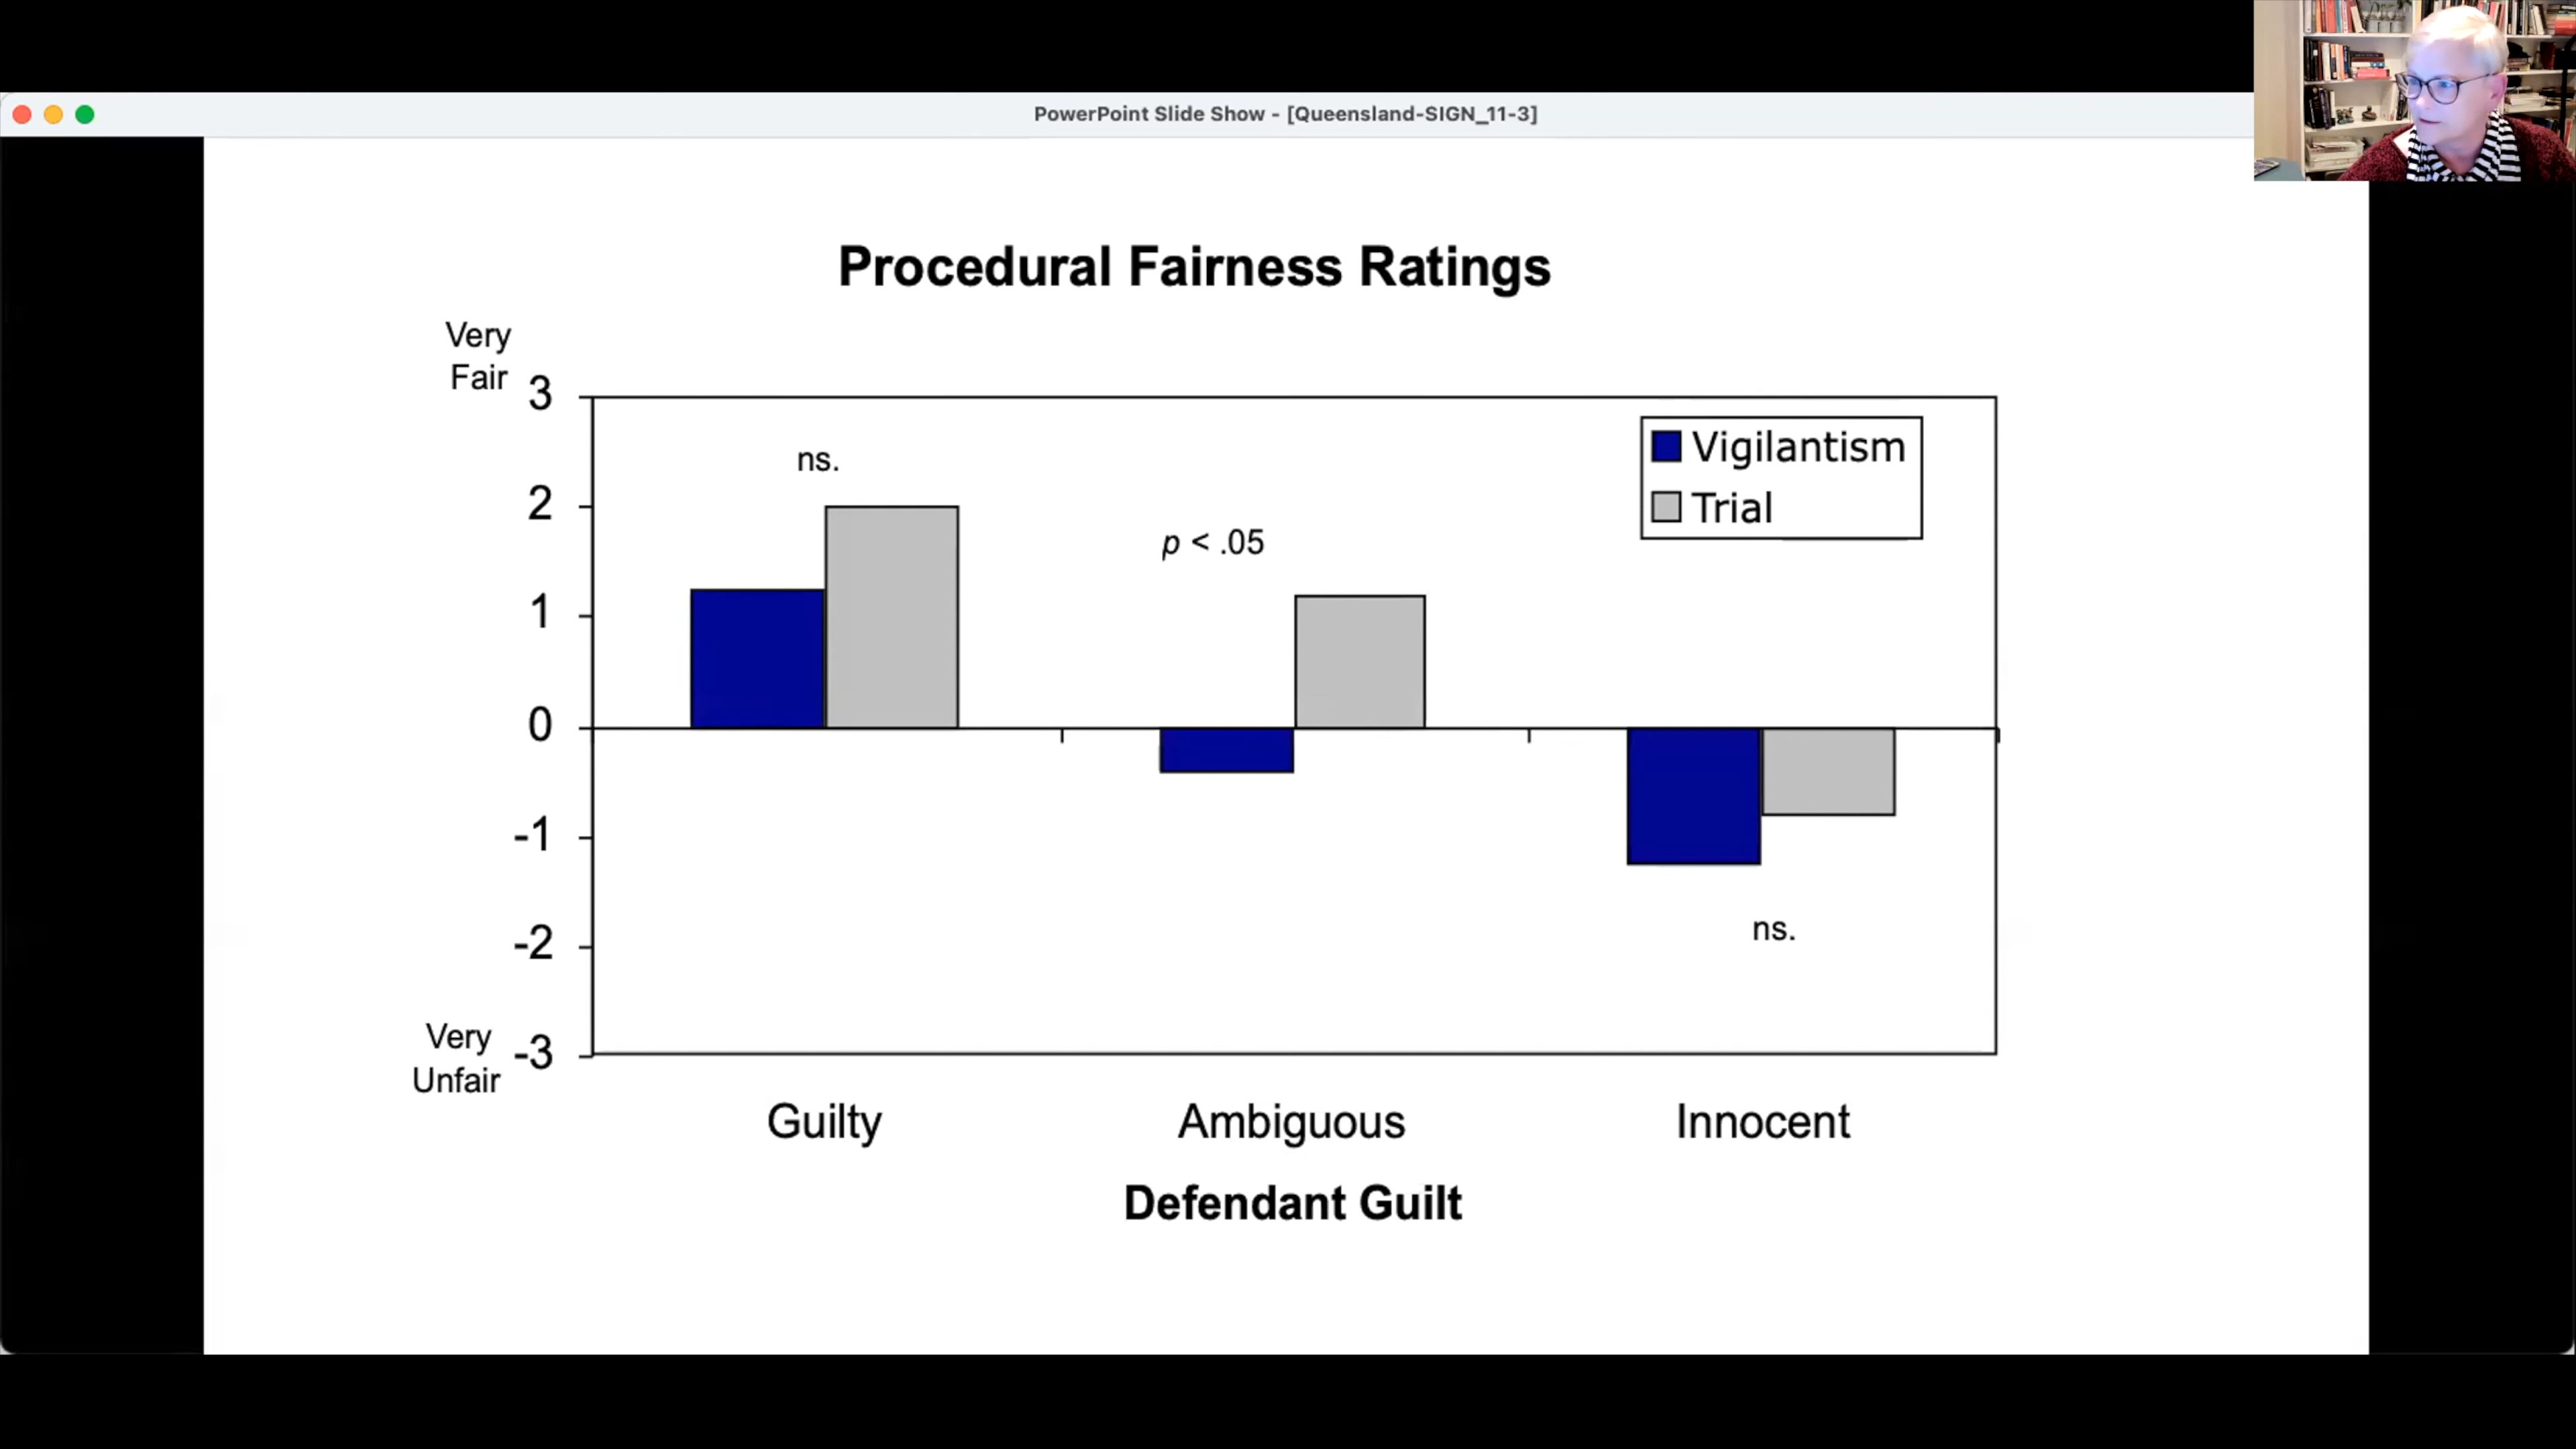 PowerPoint Slide Show - [Queensland-SIGN_11-3]
Procedural Fairness Ratings
Very
Fair
3
ns.
Vigilantism
2
Trial
p < .05
1
0
-1
ns.
-2
Very
Unfair
-3
Guilty
Ambiguous
Innocent
Defendant Guilt